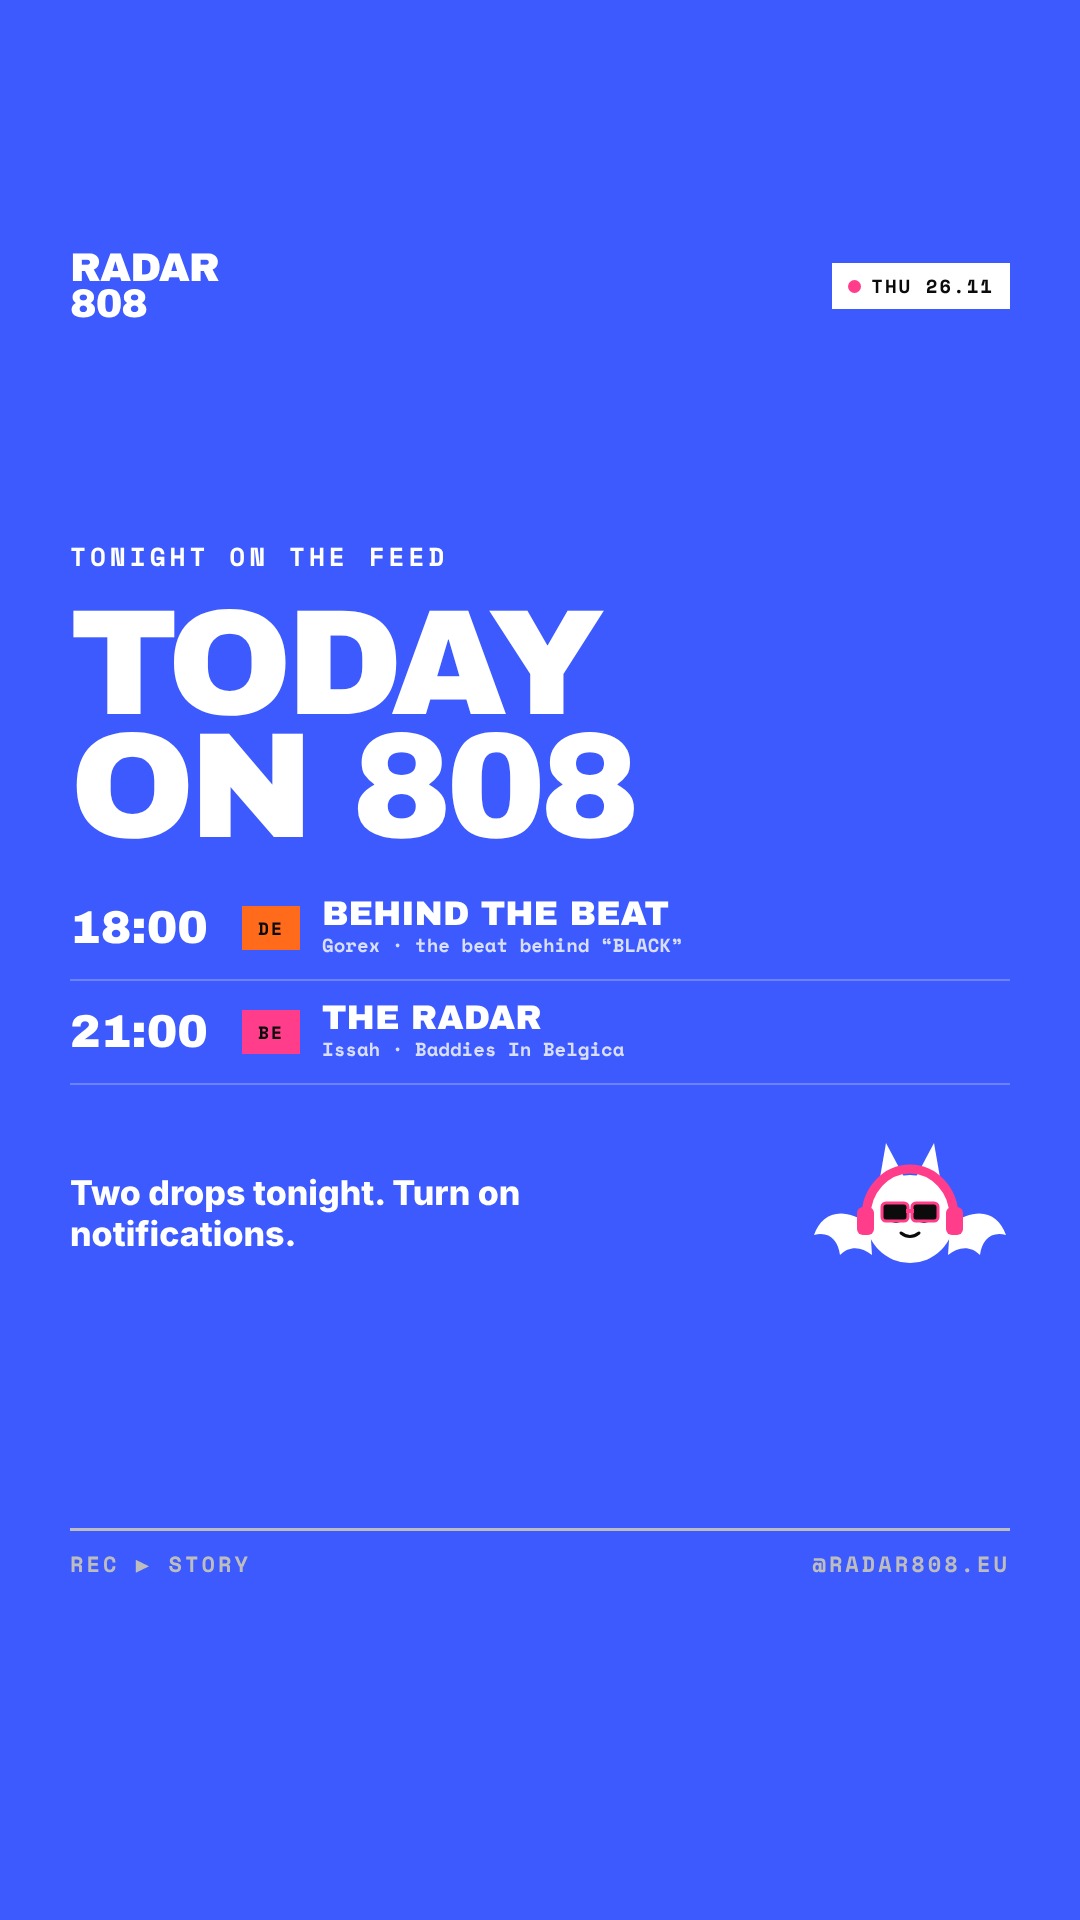 RADAR
808
THU 26.11
TONIGHT ON THE FEED
TODAY
ON 808
18:00 DE BEHIND THE BEAT
Gorex · the beat behind “BLACK”
21:00 BE THE RADAR
Issah · Baddies In Belgica
Two drops tonight. Turn on
notifications.
REC ▶ STORY
@RADAR808.EU